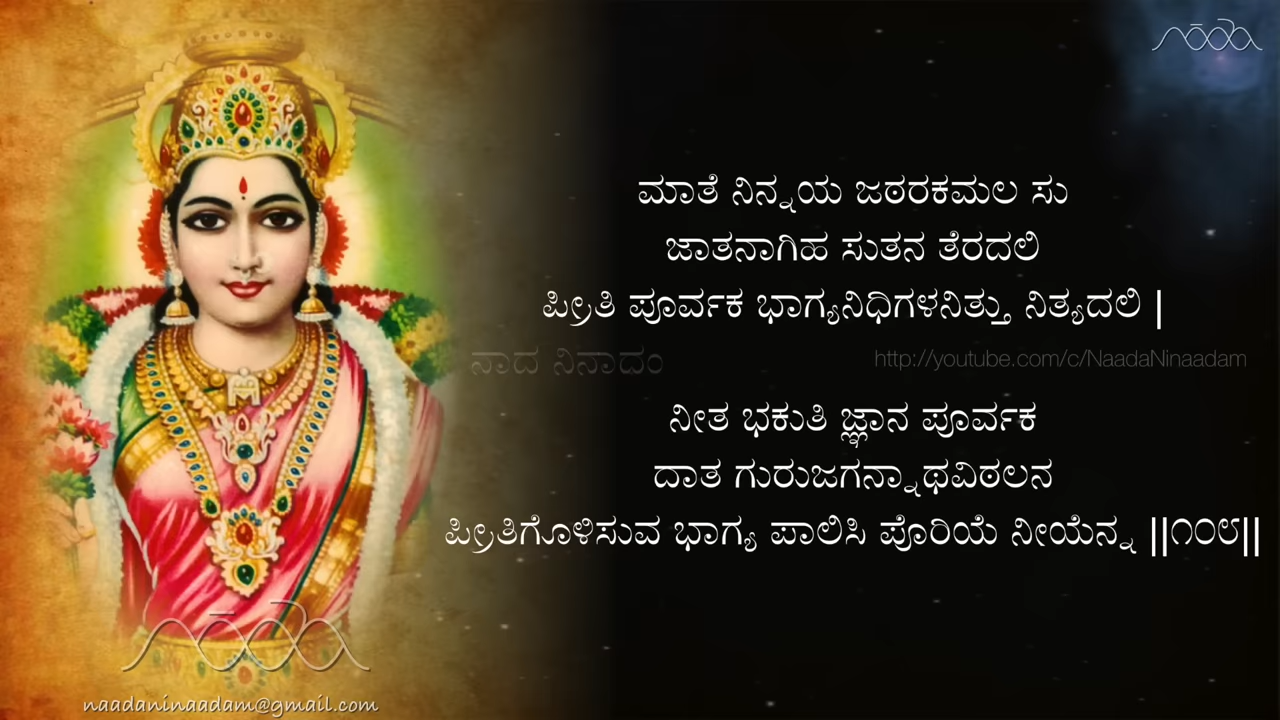 ಮಾತೆ ನಿನ್ನಯ ಜಠರಕಮಲ ಸು
ಜಾತನಾಗಿಹ ಸುತನ ತೆರದಲಿ
ಪ್ರೀತಿ ಪೂರ್ವಕ ಭಾಗ್ಯನಿಧಿಗಳನಿತ್ತು ನಿತ್ಯದಲಿ |
ನಾದ ನಿನಾದಂ
http://youtube.com/c/NaadaNinaadam
ನೀತ ಭಕುತಿ ಜ್ಞಾನ ಪೂರ್ವಕ
ದಾತ ಗುರುಜಗನ್ನಾಥವಿಠಲನ
ಪ್ರೀತಿಗೊಳಿಸುವ ಭಾಗ್ಯ ಪಾಲಿಸಿ ಪೊರಿಯೆ ನೀಯೆನ್ನ ||೧೦೮||
naadaninaadam@gmail.com